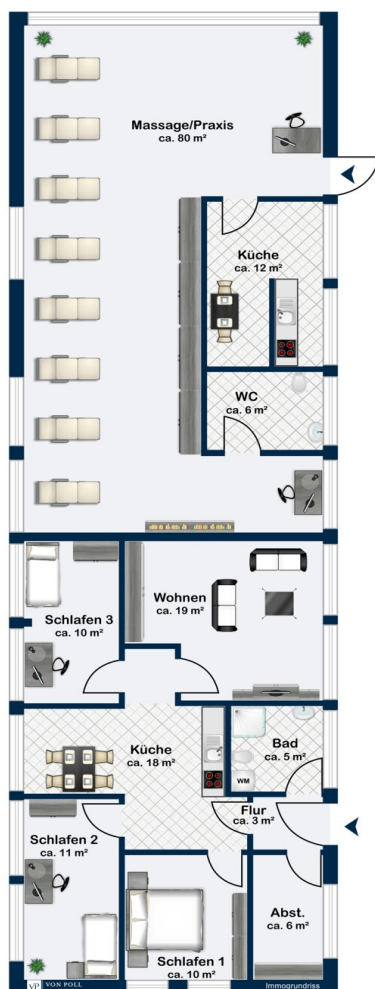 Massage/Praxis
ca. 80 m²
Küche
ca. 12 m²
WC
ca. 6 m²
Schlafen 3
ca. 10 m²
Wohnen
ca. 19 m²
Küche
ca. 18 m²
Bad
ca. 5 m²
WM
Flur
ca. 3 m²
Schlafen 2
ca. 11 m²
Abst.
ca. 6 m²
Schlafen 1
ca. 10 m²
VP VON POLL
Immogrundriss